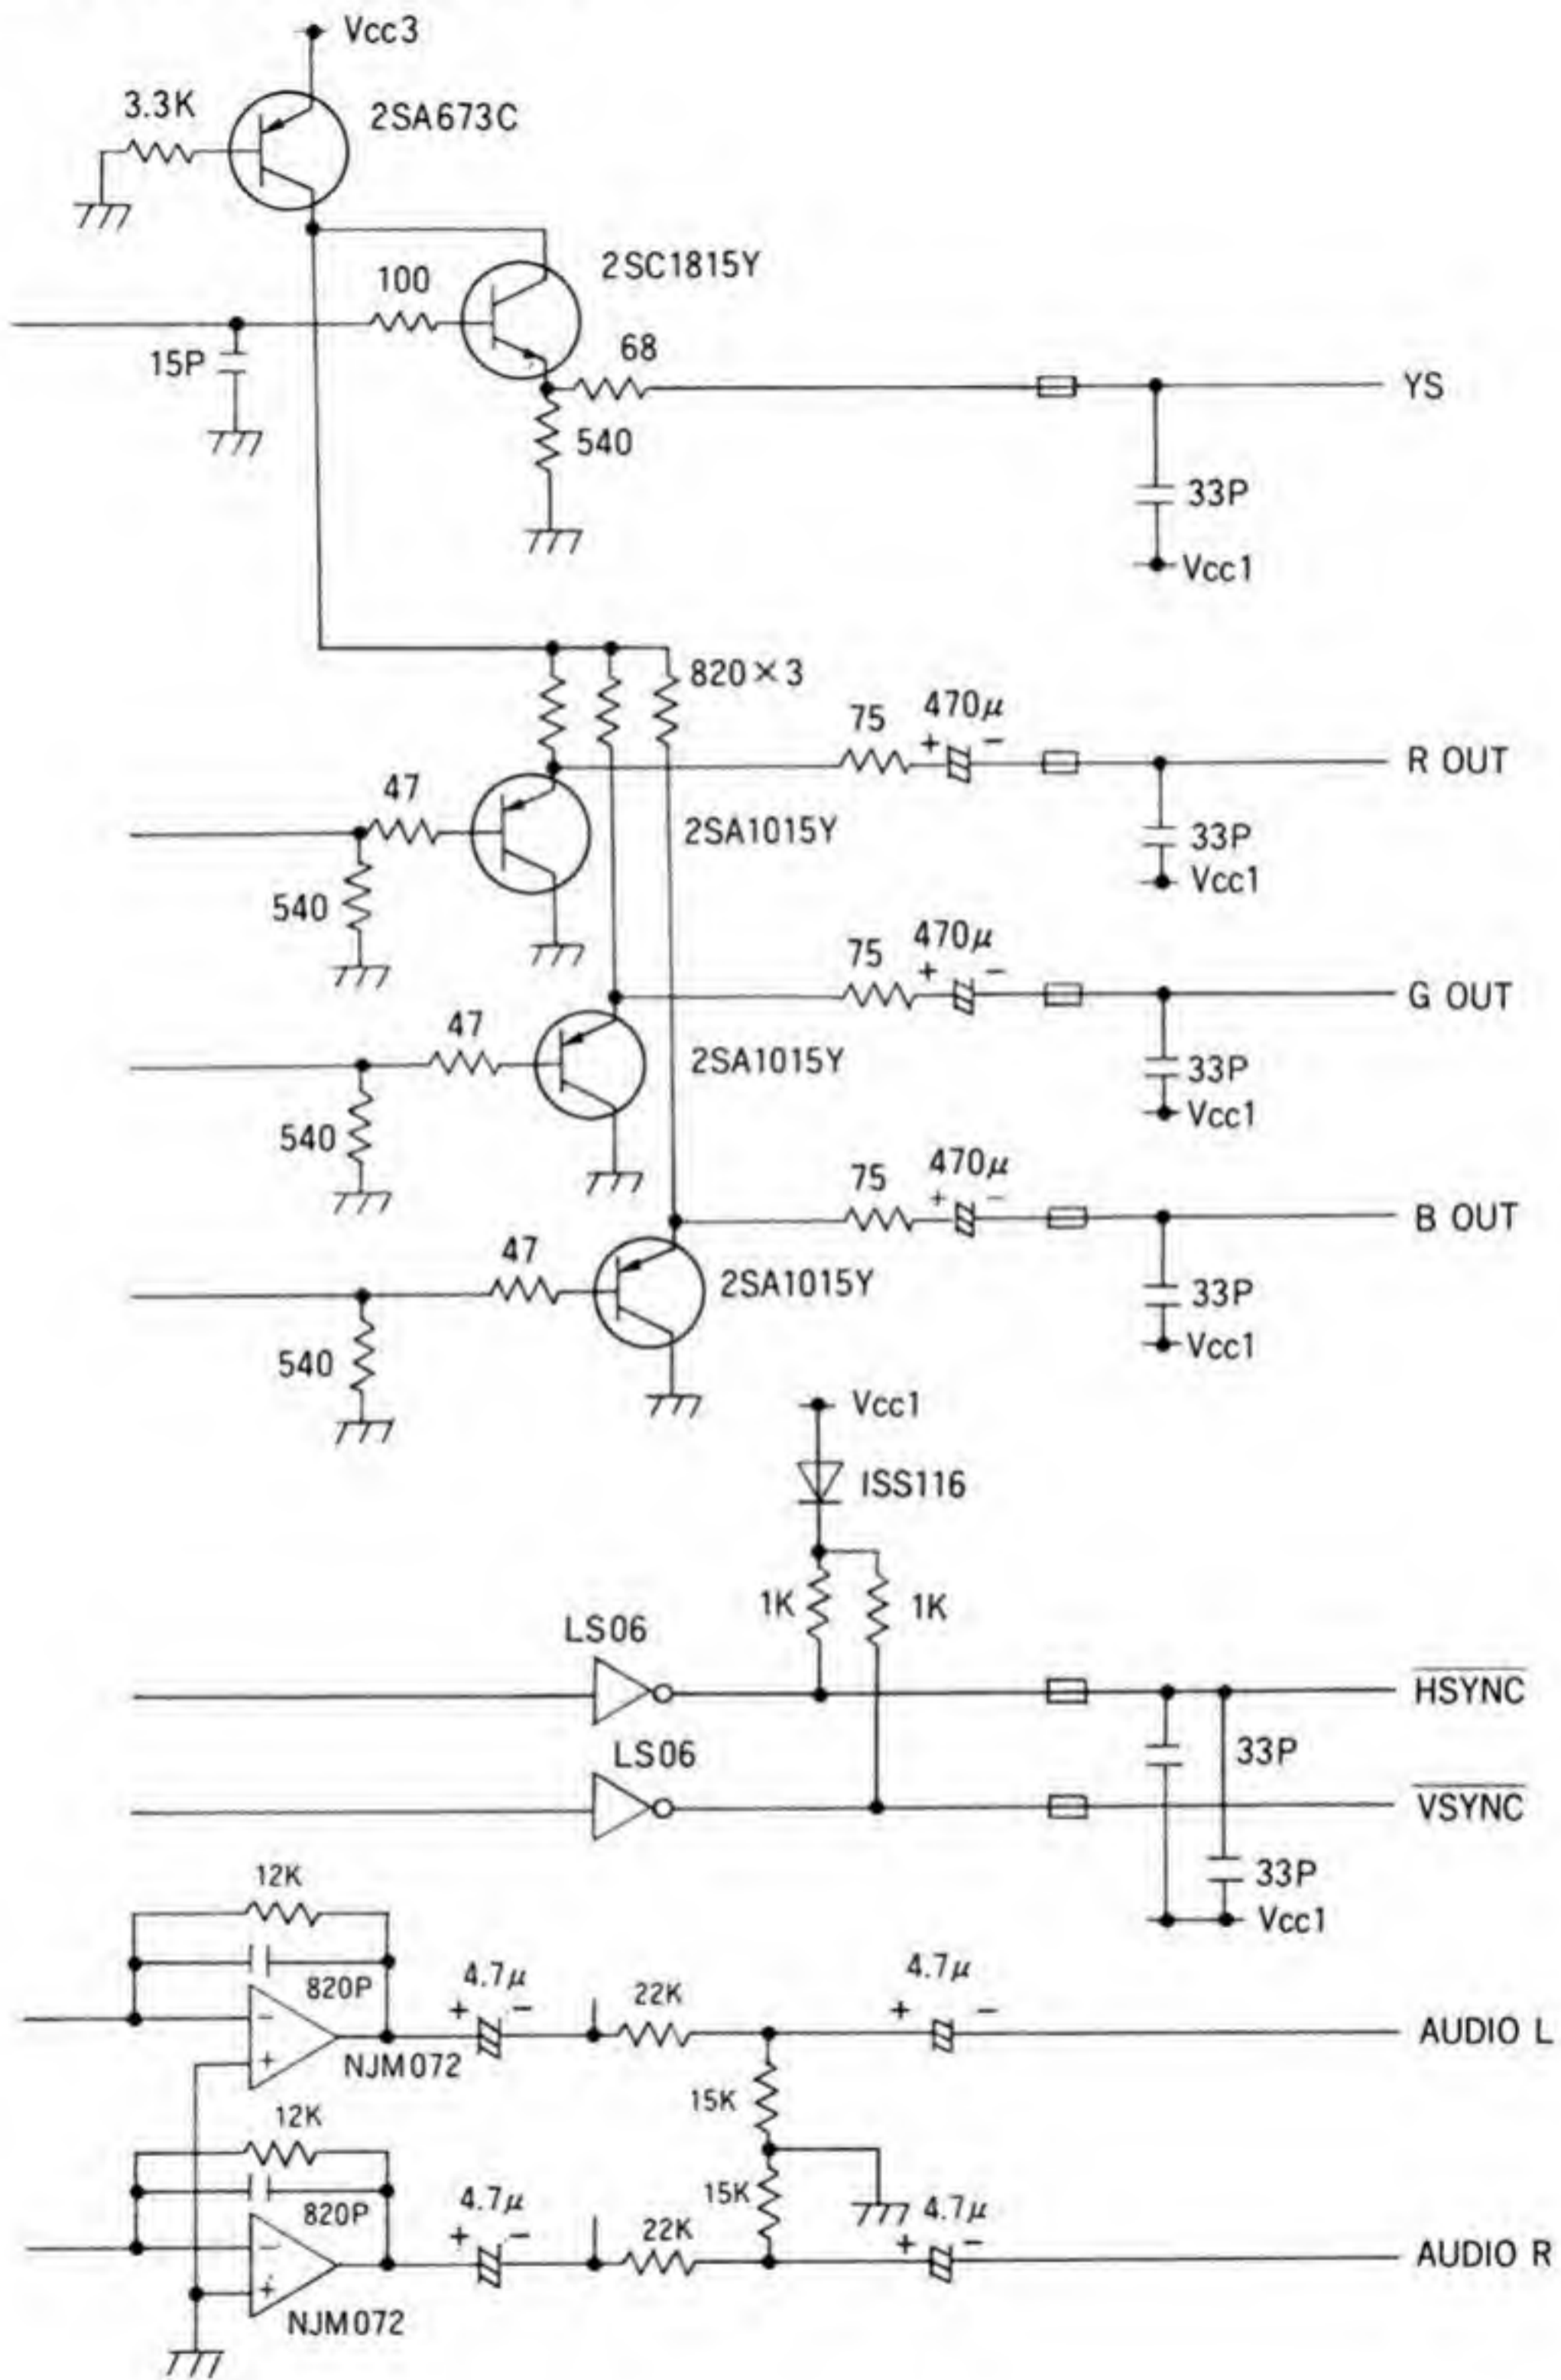 Vcc3
3.3K
2SA673C
2SC1815Y
100
68
15P
YS
540
33P
Vcc1
820×3
75
470μ
+ −
R OUT
47
2SA1015Y
33P
Vcc1
540
75
470μ
+ −
G OUT
47
2SA1015Y
33P
Vcc1
540
75
470μ
+ −
B OUT
47
2SA1015Y
33P
Vcc1
540
Vcc1
ISS116
1K
1K
LS06
HSYNC
33P
LS06
VSYNC
33P
Vcc1
12K
820P
4.7μ
+ −
22K
4.7μ
+ −
AUDIO L
−
+
NJM072
15K
12K
820P
4.7μ
+ −
15K
22K
4.7μ
+ −
AUDIO R
−
+
NJM072